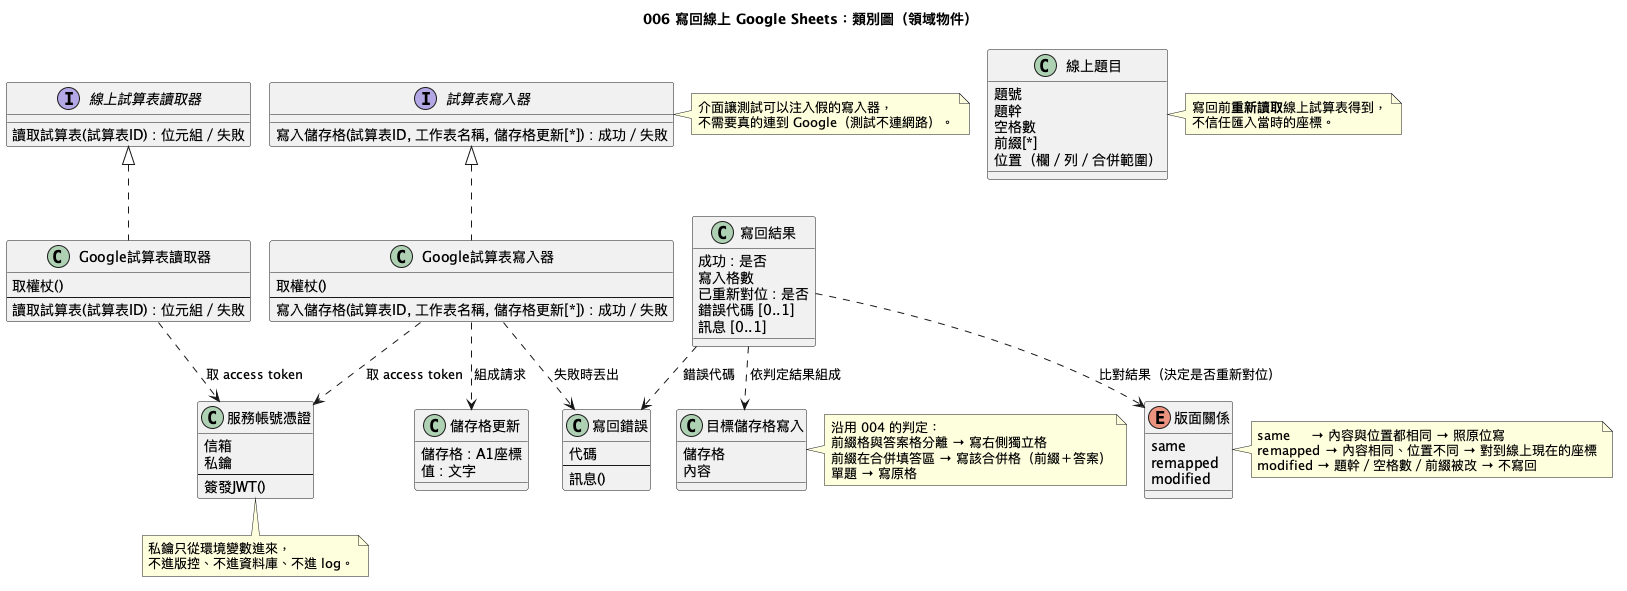 006 寫回線上 Google Sheets：類別圖（領域物件）
I 線上試算表讀取器
讀取試算表(試算表ID) : 位元組 / 失敗
I 試算表寫入器
寫入儲存格(試算表ID, 工作表名稱, 儲存格更新[*]) : 成功 / 失敗
介面讓測試可以注入假的寫入器，
不需要真的連到 Google（測試不連網路）。
C 線上題目
題號
題幹
空格數
前綴[*]
位置（欄 / 列 / 合併範圍）
寫回前重新讀取線上試算表得到，
不信任匯入當時的座標。
C Google試算表讀取器
取權杖()
讀取試算表(試算表ID) : 位元組 / 失敗
C Google試算表寫入器
取權杖()
寫入儲存格(試算表ID, 工作表名稱, 儲存格更新[*]) : 成功 / 失敗
C 寫回結果
成功 : 是否
寫入格數
已重新對位 : 是否
錯誤代碼 [0..1]
訊息 [0..1]
取 access token
取 access token
組成請求
失敗時丟出
錯誤代碼
依判定結果組成
比對結果（決定是否重新對位）
C 服務帳號憑證
信箱
私鑰
簽發JWT()
C 儲存格更新
儲存格 : A1座標
值 : 文字
C 寫回錯誤
代碼
訊息()
C 目標儲存格寫入
儲存格
內容
沿用 004 的判定：
前綴格與答案格分離 → 寫右側獨立格
前綴在合併填答區 → 寫該合併格（前綴＋答案）
單題 → 寫原格
E 版面關係
same
remapped
modified
same → 內容與位置都相同 → 照原位寫
remapped → 內容相同、位置不同 → 對到線上現在的座標
modified → 題幹 / 空格數 / 前綴被改 → 不寫回
私鑰只從環境變數進來，
不進版控、不進資料庫、不進 log。